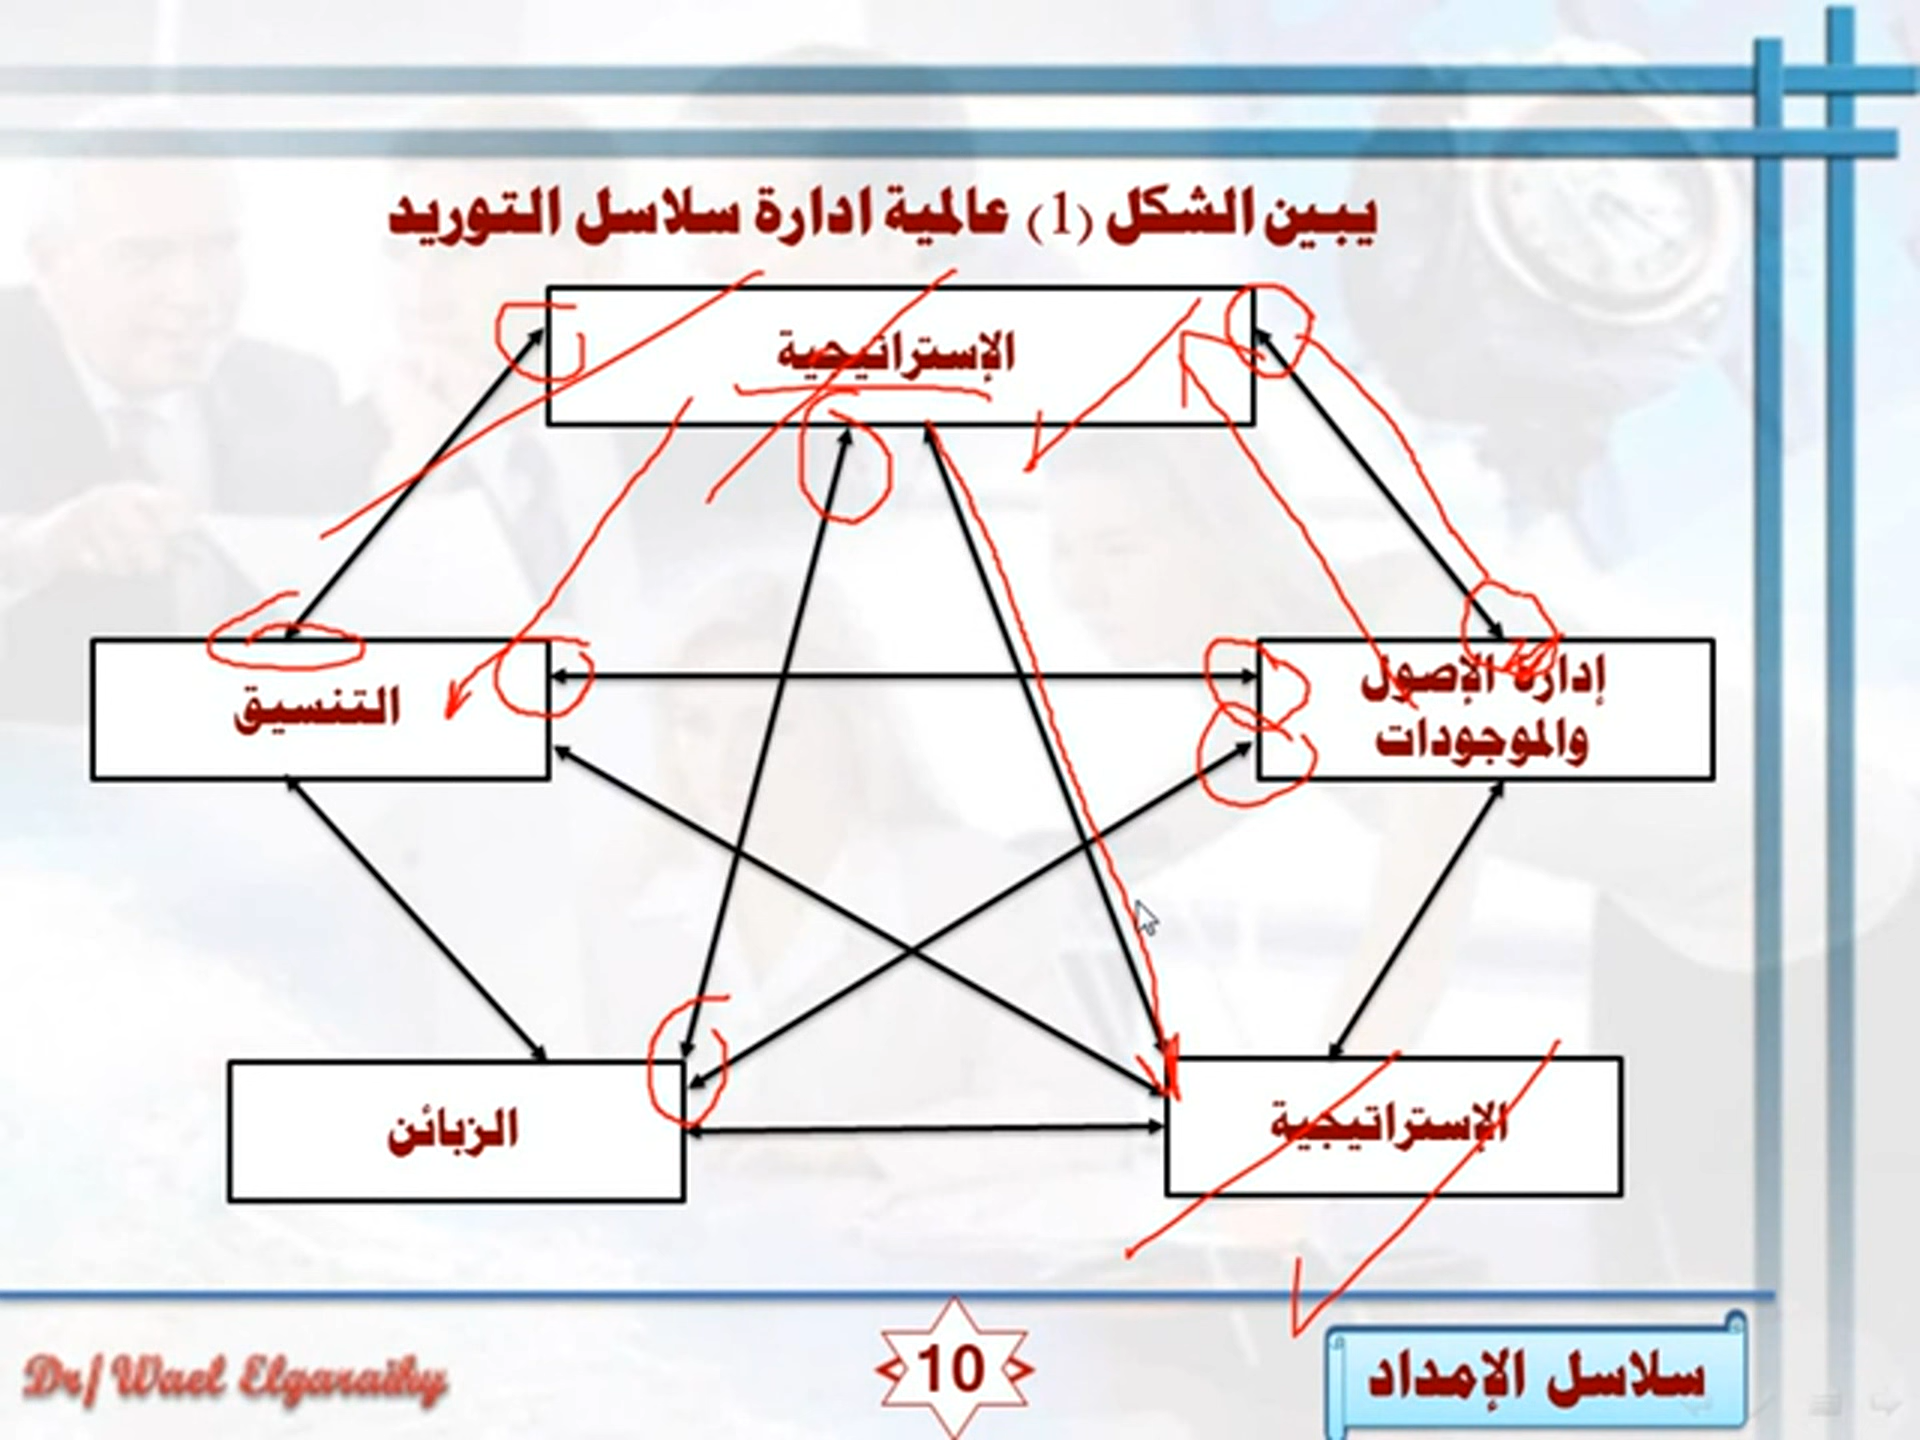 يبين الشكل (1) عالمية ادارة سلاسل التوريد
الإستراتيجية
إدارة الإصول
والموجودات
التنسيق
الزبائن
الإستراتيجية
Dr/ Wael Elgaraihy
10
سلاسل الإمداد